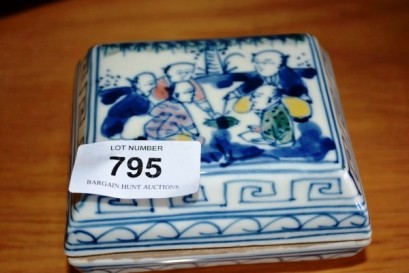 LOT NUMBER
795
BARGAIN HUNT AUCTIONS